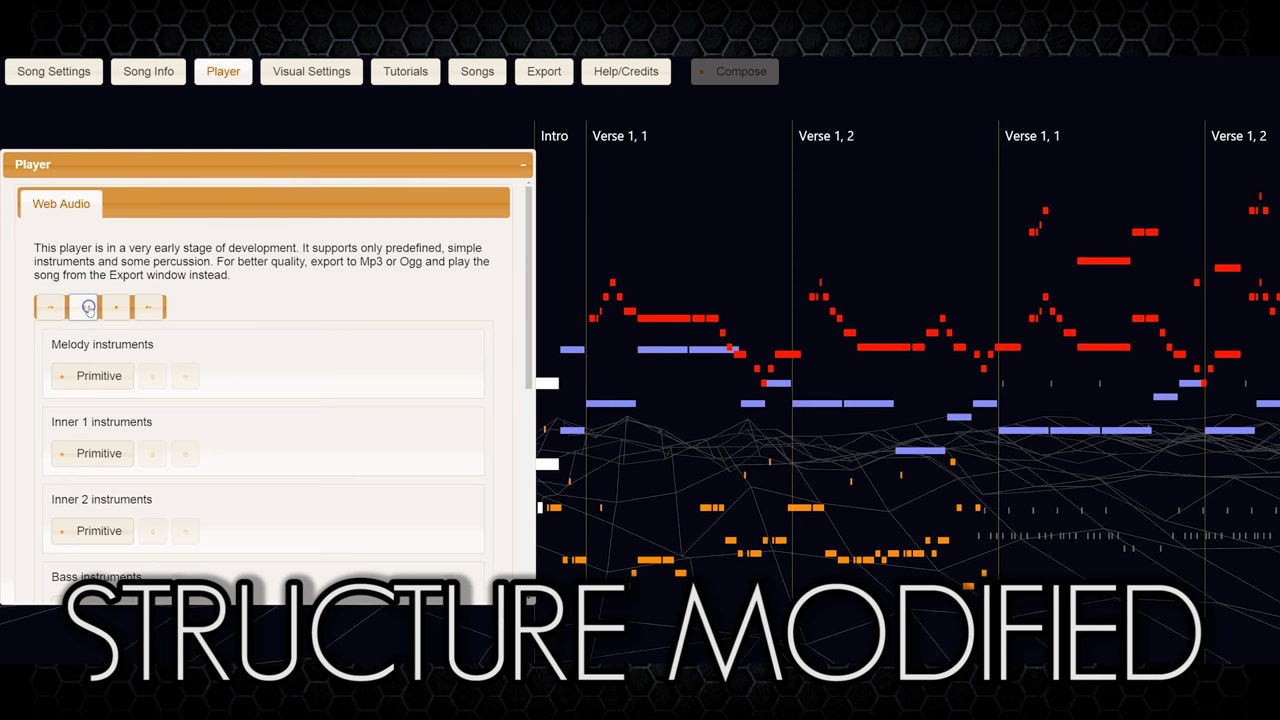 Song Settings
Song Info
Player
Visual Settings
Tutorials
Songs
Export
Help/Credits
Compose
Intro
Verse 1, 1
Verse 1, 2
Verse 1, 1
Verse 1, 2
Player
Web Audio
This player is in a very early stage of development. It supports only predefined, simple
instruments and some percussion. For better quality, export to Mp3 or Ogg and play the
song from the Export window instead.
Melody instruments
Primitive
Inner 1 instruments
Primitive
Inner 2 instruments
Primitive
Bass instruments
STRUCTURE MODIFIED